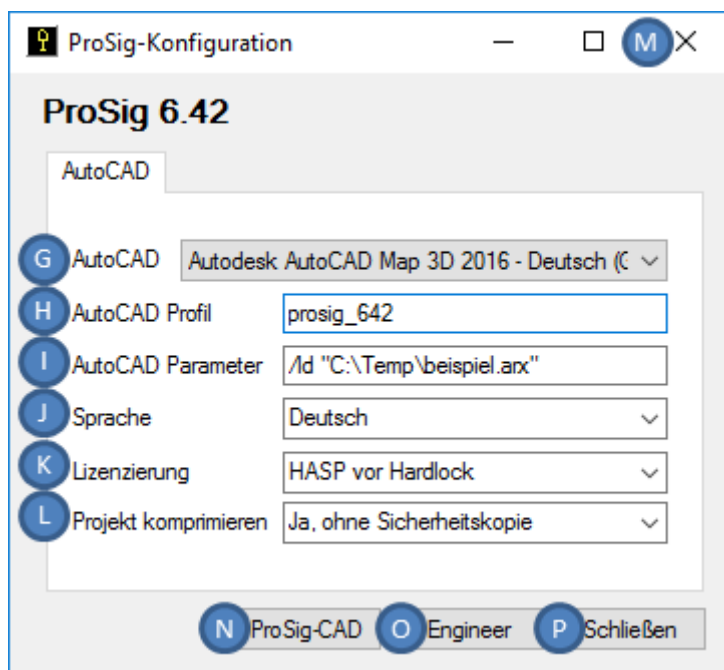 ProSig-Konfiguration M
ProSig 6.42
AutoCAD
G AutoCAD Autodesk AutoCAD Map 3D 2016 - Deutsch (
H AutoCAD Profil prosig_642
I AutoCAD Parameter /ld "C:\Temp\beispiel.arx"
J Sprache Deutsch
K Lizenzierung HASP vor Hardlock
L Projekt komprimieren Ja, ohne Sicherheitskopie
N ProSig-CAD O Engineer P Schließen